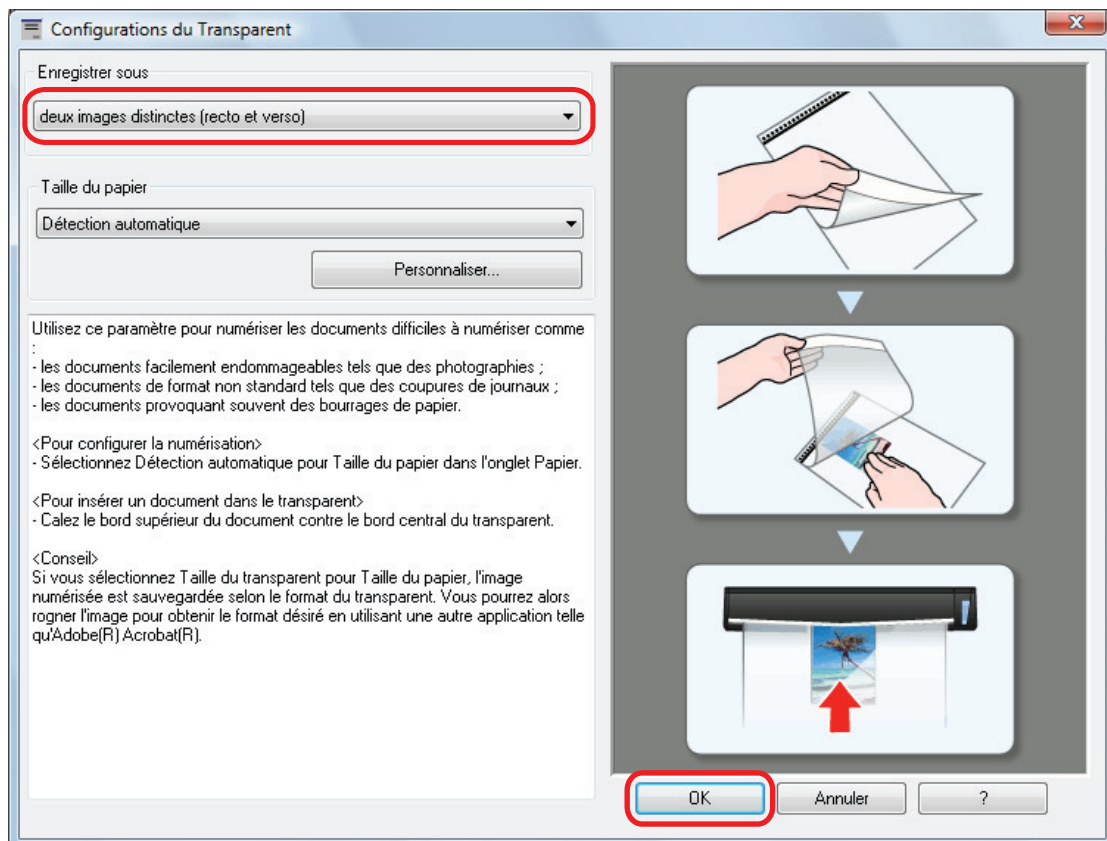 Configurations du Transparent
Enregistrer sous
deux images distinctes (recto et verso)
Taille du papier
Détection automatique
Personnaliser...
Utilisez ce paramètre pour numériser les documents difficiles à numériser comme
:
- les documents facilement endommageables tels que des photographies ;
- les documents de format non standard tels que des coupures de journaux ;
- les documents provoquant souvent des bourrages de papier.
<Pour configurer la numérisation>
- Sélectionnez Détection automatique pour Taille du papier dans l'onglet Papier.
<Pour insérer un document dans le transparent>
- Calez le bord supérieur du document contre le bord central du transparent.
<Conseil>
Si vous sélectionnez Taille du transparent pour Taille du papier, l'image
numérisée est sauvegardée selon le format du transparent. Vous pourrez alors
rogner l'image pour obtenir le format désiré en utilisant une autre application telle
qu'Adobe(R) Acrobat(R).
OK
Annuler
?